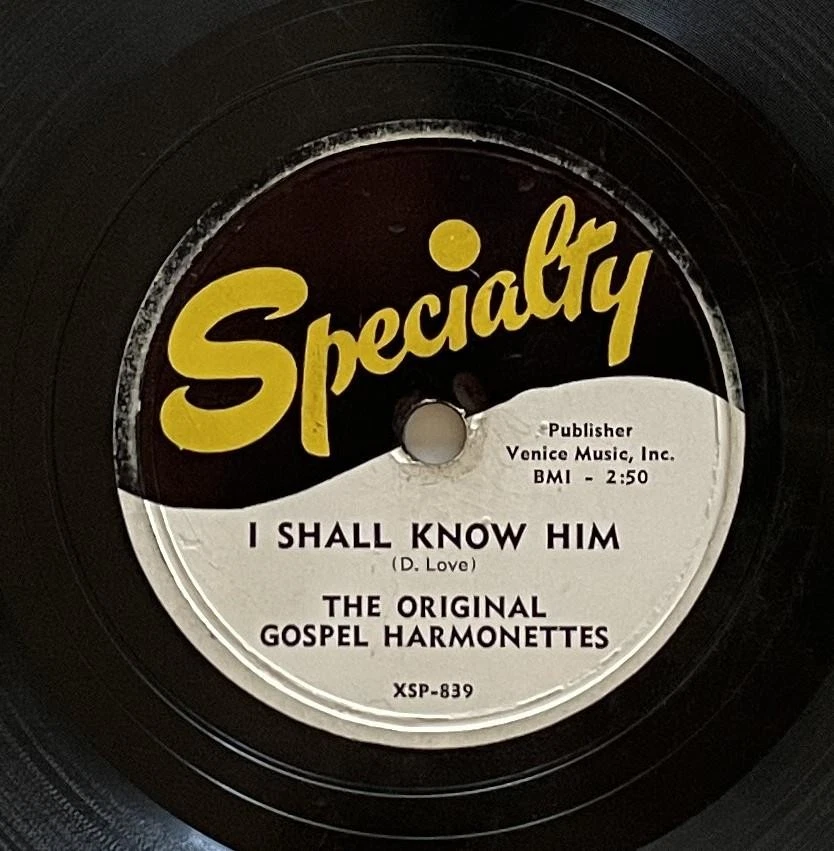 Specialty
Publisher
Venice Music, Inc.
BMI - 2:50
I SHALL KNOW HIM
(D. Love)
THE ORIGINAL
GOSPEL HARMONETTES
XSP-839